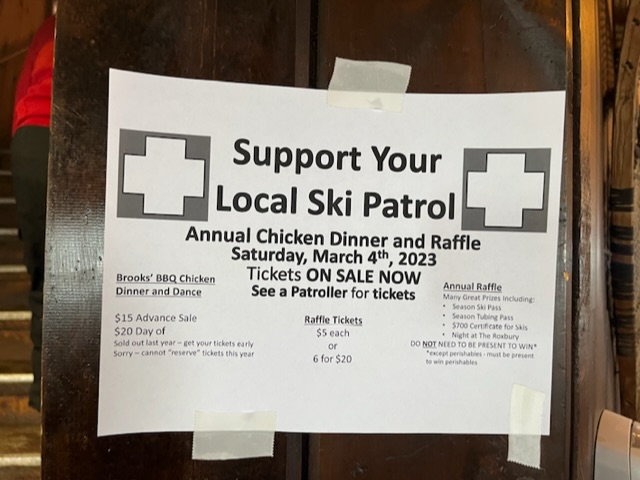 Support Your
Local Ski Patrol
Annual Chicken Dinner and Raffle
Saturday, March 4th, 2023
Tickets ON SALE NOW
See a Patroller for tickets
Brooks' BBQ Chicken
Dinner and Dance
$15 Advance Sale
$20 Day of
Sold out last year – get your tickets early
Sorry – cannot "reserve" tickets this year
Raffle Tickets
$5 each
or
6 for $20
Annual Raffle
Many Great Prizes Including:
• Season Ski Pass
• Season Tubing Pass
• $700 Certificate for Skis
• Night at The Roxbury
DO NOT NEED TO BE PRESENT TO WIN*
*except perishables - must be present
to win perishables